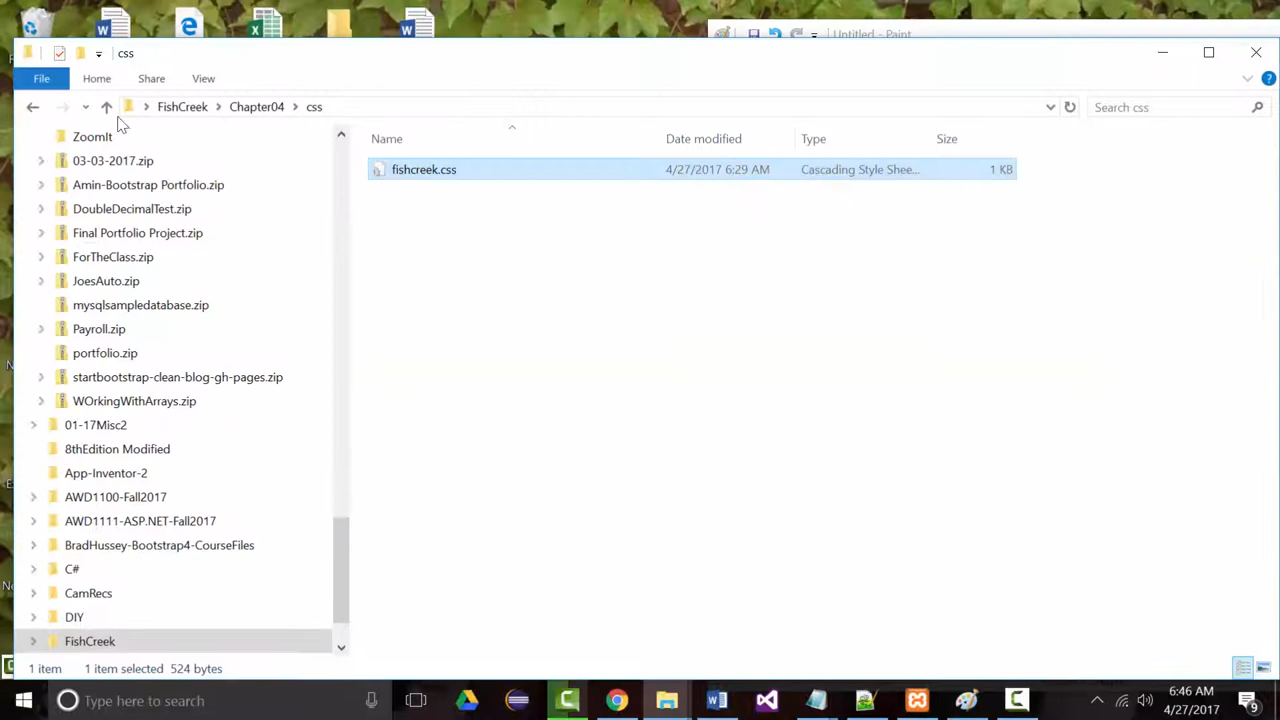 Untitled - Paint
css
File
Home
Share
View
FishCreek
Chapter04
css
Search css
Name
Date modified
Type
Size
fishcreek.css
4/27/2017 6:29 AM
Cascading Style Shee...
1 KB
ZoomIt
03-03-2017.zip
Amin-Bootstrap Portfolio.zip
DoubleDecimalTest.zip
Final Portfolio Project.zip
ForTheClass.zip
JoesAuto.zip
mysqlsampledatabase.zip
Payroll.zip
portfolio.zip
startbootstrap-clean-blog-gh-pages.zip
WOrkingWithArrays.zip
01-17Misc2
8thEdition Modified
App-Inventor-2
AWD1100-Fall2017
AWD1111-ASP.NET-Fall2017
BradHussey-Bootstrap4-CourseFiles
C#
CamRecs
DIY
FishCreek
1 item
1 item selected 524 bytes
Type here to search
6:46 AM
4/27/2017
9